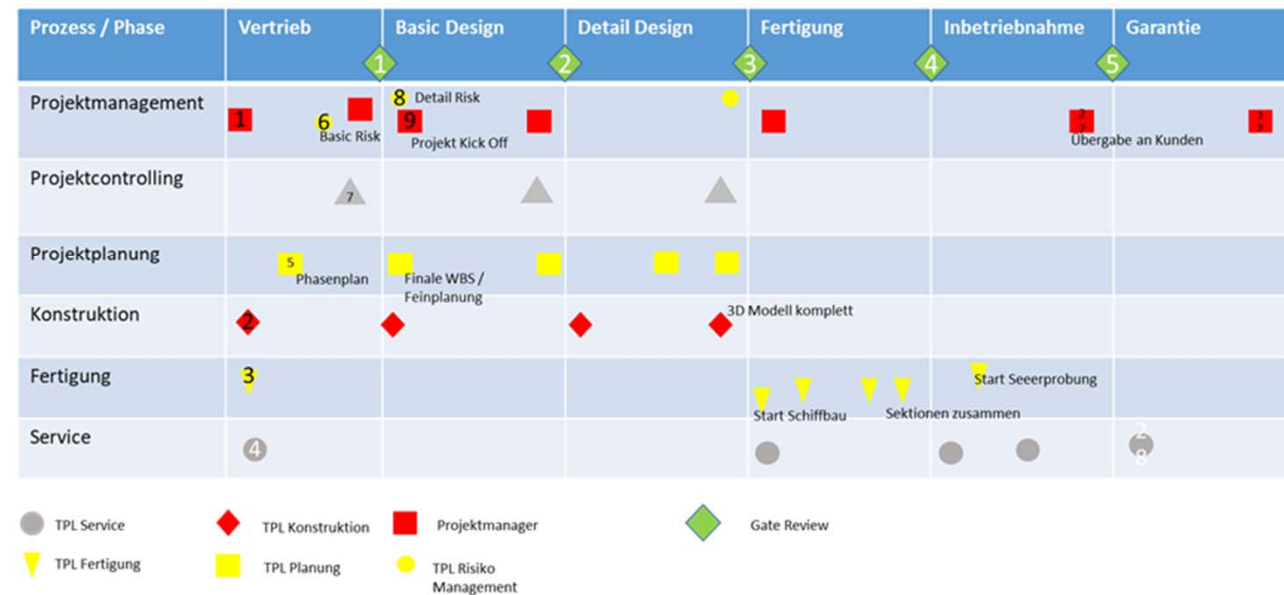 Prozess / Phase Vertrieb Basic Design Detail Design Fertigung Inbetriebnahme Garantie
1 2 3 4 5
Projektmanagement
8 Detail Risk
1 6 9 27 29
Basic Risk Projekt Kick Off Übergabe an Kunden
Projektcontrolling
7
Projektplanung
5
Phasenplan Finale WBS /
Feinplanung
Konstruktion
2 3D Modell komplett
Fertigung
3
Start Seeerprobung
Start Schiffbau Sektionen zusammen
Service
4 28
TPL Service TPL Konstruktion Projektmanager Gate Review
TPL Fertigung TPL Planung TPL Risiko
Management